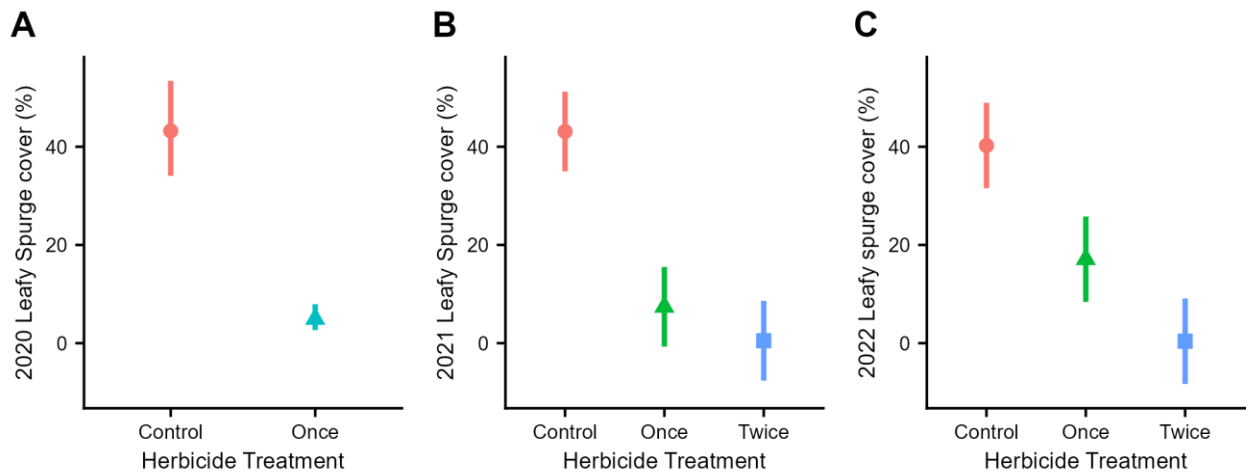 A
2020 Leafy Spurge cover (%)
40
20
0
Control Once
Herbicide Treatment
B
2021 Leafy Spurge cover (%)
40
20
0
Control Once Twice
Herbicide Treatment
C
2022 Leafy spurge cover (%)
40
20
0
Control Once Twice
Herbicide Treatment